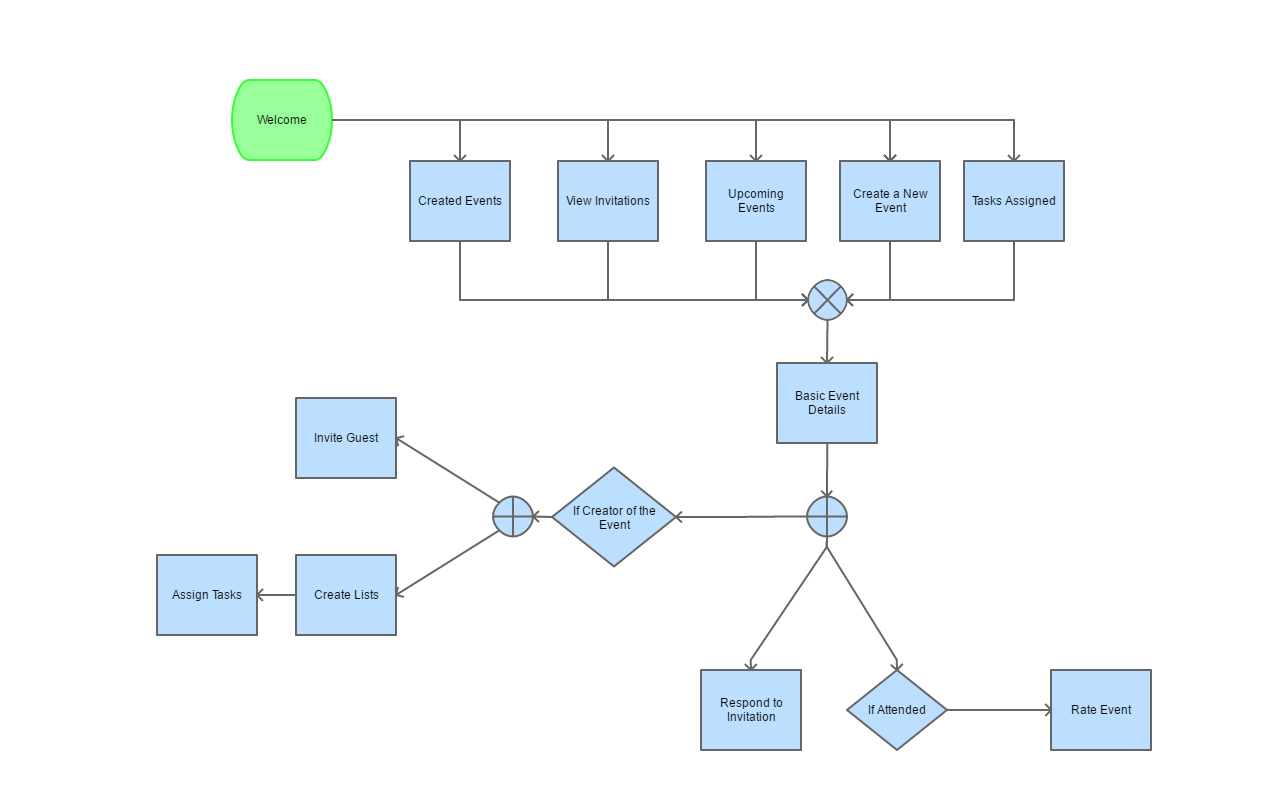 Welcome
Created Events
View Invitations
Upcoming
Events
Create a New
Event
Tasks Assigned
Basic Event
Details
Invite Guest
If Creator of the
Event
Assign Tasks
Create Lists
Respond to
Invitation
If Attended
Rate Event